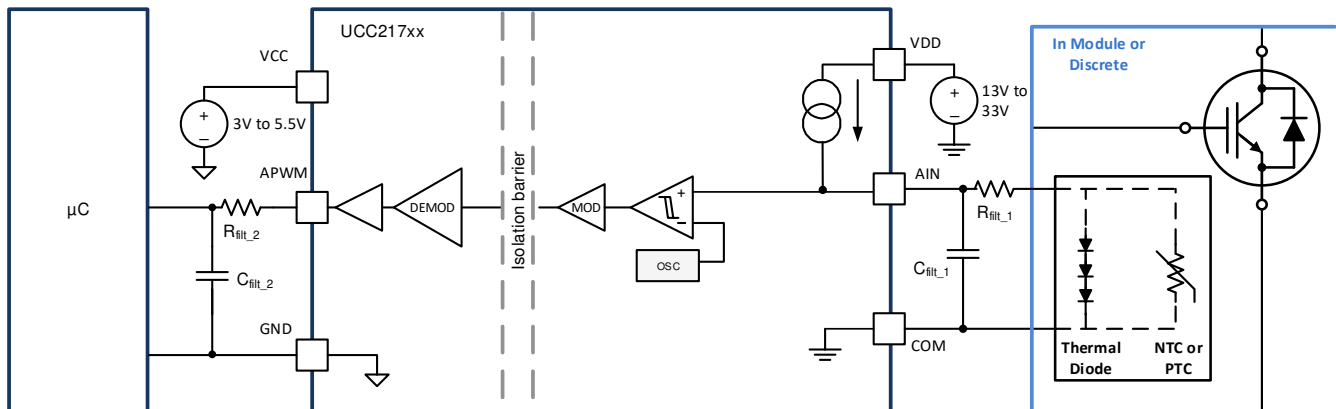 UCC217xx
VCC
3V to 5.5V
APWM
µC
Rfilt_2
Cfilt_2
GND
DEMOD
Isolation barrier
MOD
+
−
OSC
VDD
13V to
33V
AIN
Rfilt_1
Cfilt_1
COM
In Module or
Discrete
Thermal
Diode
NTC or
PTC